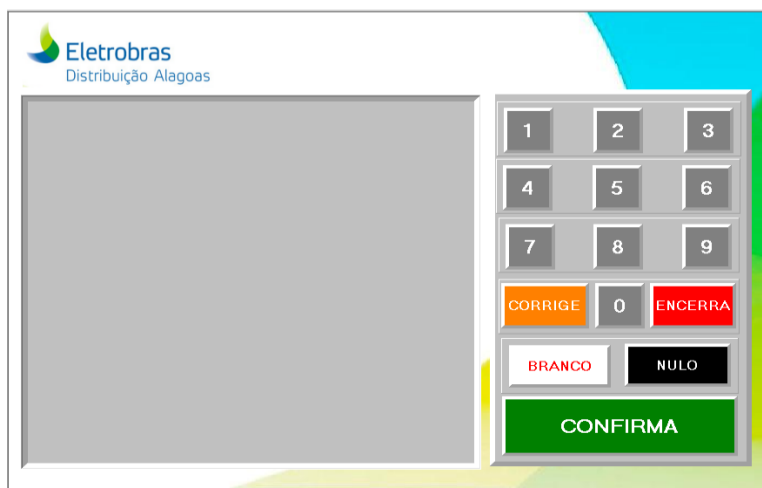 Eletrobras
Distribuição Alagoas
1 2 3
4 5 6
7 8 9
CORRIGE 0 ENCERRA
BRANCO NULO
CONFIRMA